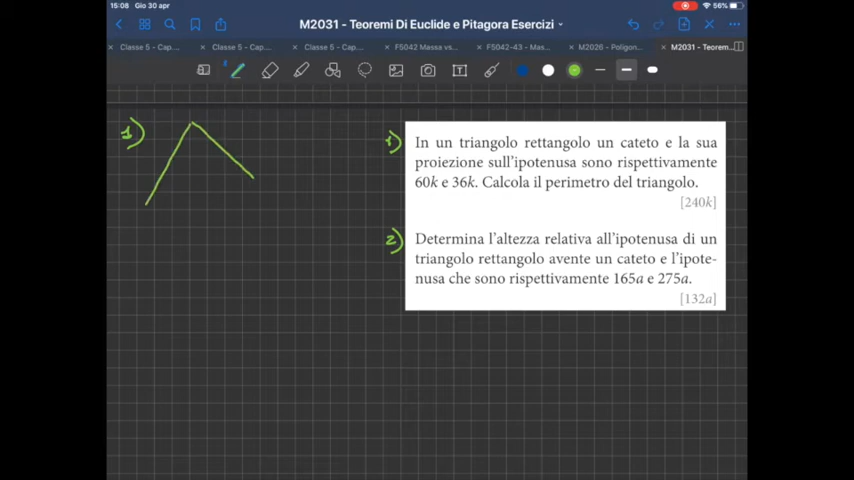 15:08 Gio 30 apr
56%
M2031 - Teoremi Di Euclide e Pitagora Esercizi
Classe 5 - Cap....
Classe 5 - Cap....
Classe 5 - Cap....
F5042 Massa vs...
F5042-43 - Mas...
M2026 - Poligon...
M2031 - Teorem...
1)
1)
In un triangolo rettangolo un cateto e la sua
proiezione sull'ipotenusa sono rispettivamente
60k e 36k. Calcola il perimetro del triangolo.
[240k]
2)
Determina l'altezza relativa all'ipotenusa di un
triangolo rettangolo avente un cateto e l'ipote-
nusa che sono rispettivamente 165a e 275a.
[132a]